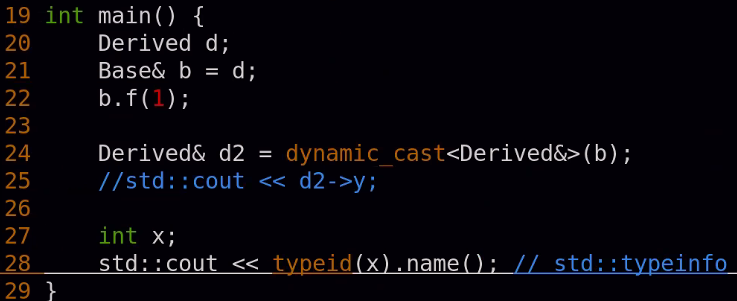 19 int main() {
20     Derived d;
21     Base& b = d;
22     b.f(1);
23
24     Derived& d2 = dynamic_cast<Derived&>(b);
25     //std::cout << d2->y;
26
27     int x;
28     std::cout << typeid(x).name(); // std::typeinfo
29 }